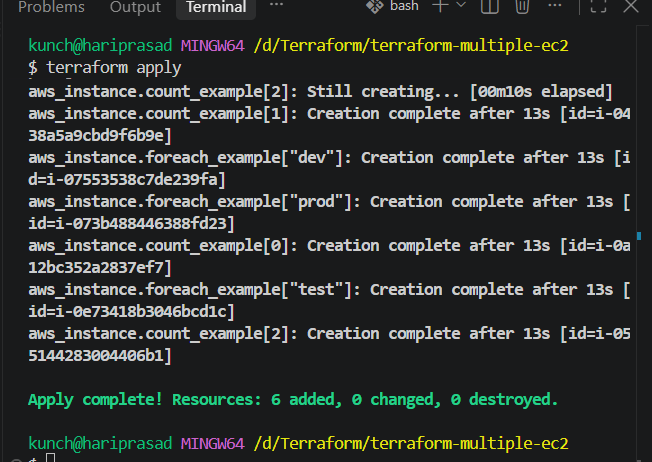 Problems Output Terminal ··· bash
kunch@hariprasad MINGW64 /d/Terraform/terraform-multiple-ec2
$ terraform apply
aws_instance.count_example[2]: Still creating... [00m10s elapsed]
aws_instance.count_example[1]: Creation complete after 13s [id=i-04
38a5a9cbd9f6b9e]
aws_instance.foreach_example["dev"]: Creation complete after 13s [i
d=i-07553538c7de239fa]
aws_instance.foreach_example["prod"]: Creation complete after 13s [
id=i-073b488446388fd23]
aws_instance.count_example[0]: Creation complete after 13s [id=i-0a
12bc352a2837ef7]
aws_instance.foreach_example["test"]: Creation complete after 13s [
id=i-0e73418b3046bcd1c]
aws_instance.count_example[2]: Creation complete after 13s [id=i-05
5144283004406b1]
Apply complete! Resources: 6 added, 0 changed, 0 destroyed.
kunch@hariprasad MINGW64 /d/Terraform/terraform-multiple-ec2
$